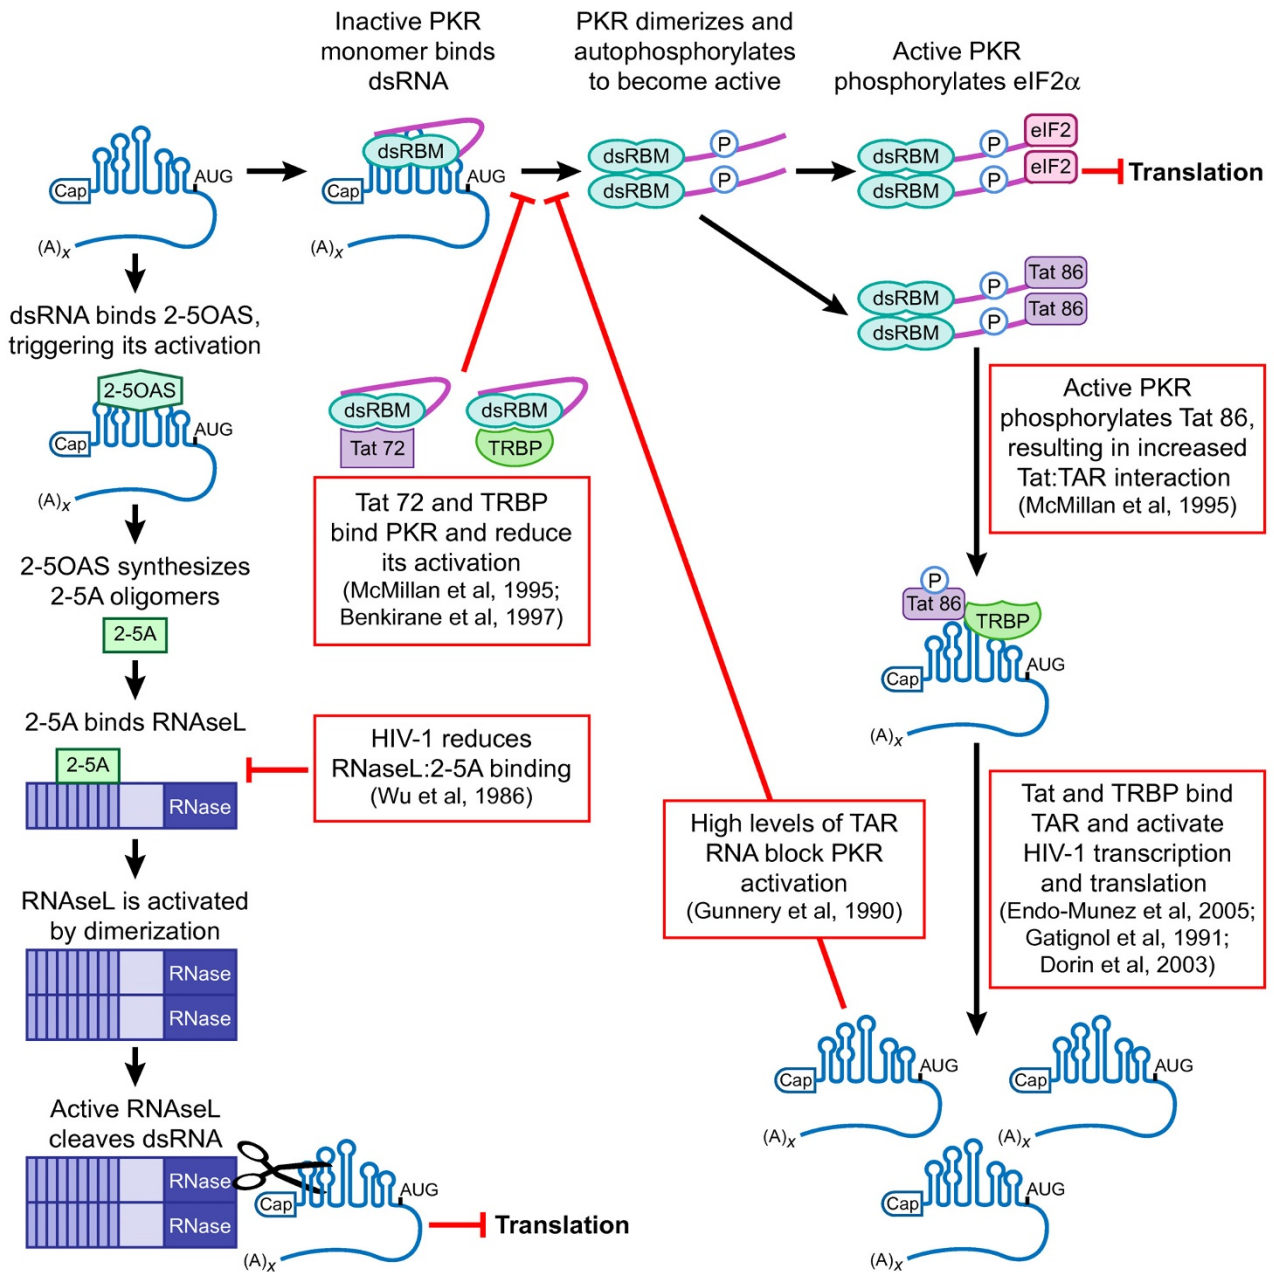 Inactive PKR
monomer binds
dsRNA
PKR dimerizes and
autophosphorylates
to become active
Active PKR
phosphorylates eIF2α
Cap
AUG
(A)x
dsRBM
Cap
AUG
(A)x
dsRBM
P
dsRBM
P
dsRBM
P
eIF2
dsRBM
P
eIF2
Translation
dsRBM
P
Tat 86
dsRBM
P
Tat 86
dsRNA binds 2-5OAS,
triggering its activation
2-5OAS
Cap
AUG
(A)x
2-5OAS synthesizes
2-5A oligomers
2-5A
2-5A binds RNAseL
2-5A
RNase
RNAseL is activated
by dimerization
RNase
RNase
Active RNAseL
cleaves dsRNA
RNase
RNase
Cap
AUG
(A)x
Translation
dsRBM
Tat 72
dsRBM
TRBP
Tat 72 and TRBP
bind PKR and reduce
its activation
(McMillan et al, 1995;
Benkirane et al, 1997)
HIV-1 reduces
RNaseL:2-5A binding
(Wu et al, 1986)
High levels of TAR
RNA block PKR
activation
(Gunnery et al, 1990)
Active PKR
phosphorylates Tat 86,
resulting in increased
Tat:TAR interaction
(McMillan et al, 1995)
P
Tat 86
TRBP
Cap
AUG
(A)x
Tat and TRBP bind
TAR and activate
HIV-1 transcription
and translation
(Endo-Munez et al, 2005;
Gatignol et al, 1991;
Dorin et al, 2003)
Cap
AUG
(A)x
Cap
AUG
(A)x
Cap
AUG
(A)x